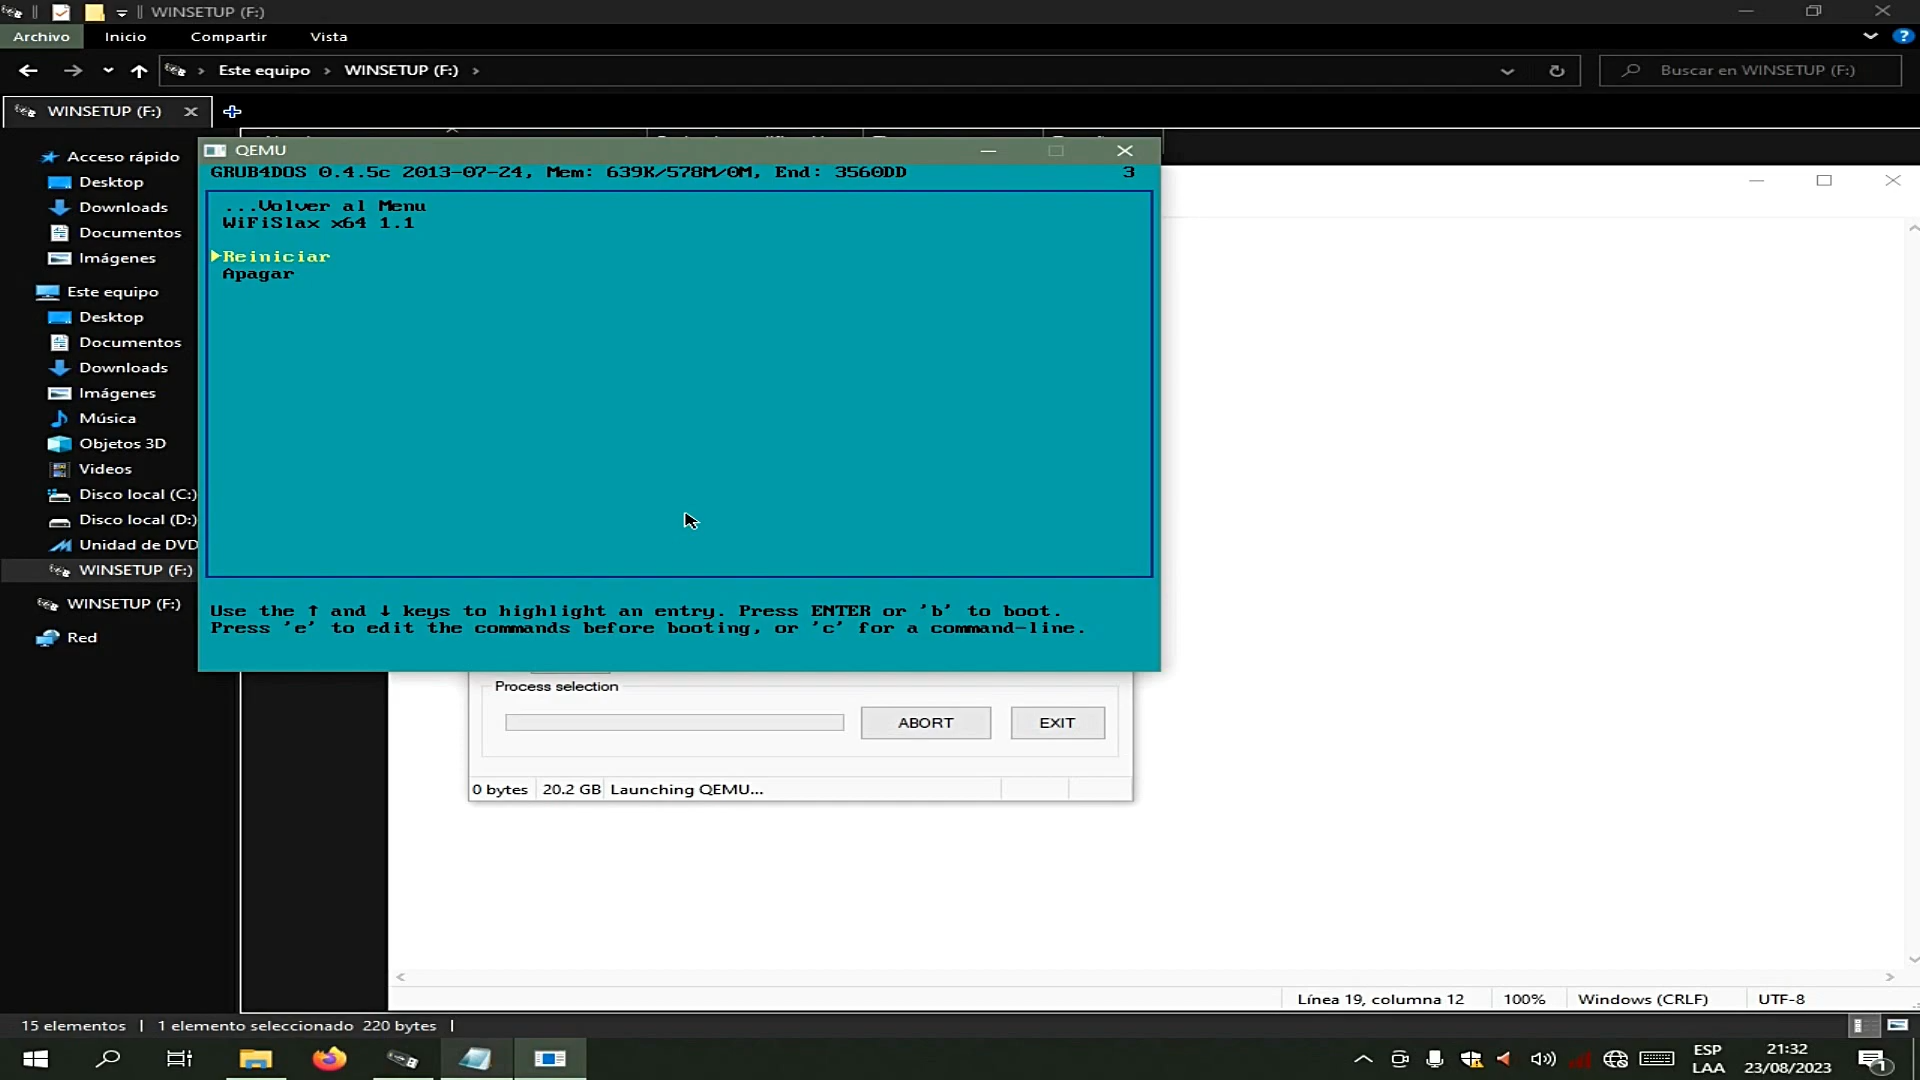 WINSETUP (F:)
Archivo Inicio Compartir Vista
Este equipo WINSETUP (F:) Buscar en WINSETUP (F:)
WINSETUP (F:)
Acceso rápido
Desktop
Downloads
Documentos
Imágenes
Este equipo
Desktop
Documentos
Downloads
Imágenes
Música
Objetos 3D
Videos
Disco local (C:)
Disco local (D:)
Unidad de DVD
WINSETUP (F:)
WINSETUP (F:)
Red
QEMU
GRUB4DOS 0.4.5c 2013-07-24, Mem: 639K/578M/0M, End: 3560DD 3
...Volver al Menu
WiFiSlax x64 1.1
Reiniciar
Apagar
Use the ↑ and ↓ keys to highlight an entry. Press ENTER or 'b' to boot.
Press 'e' to edit the commands before booting, or 'c' for a command-line.
Process selection
ABORT EXIT
0 bytes 20.2 GB Launching QEMU...
Línea 19, columna 12 100% Windows (CRLF) UTF-8
15 elementos 1 elemento seleccionado 220 bytes
ESP 21:32
LAA 23/08/2023 1